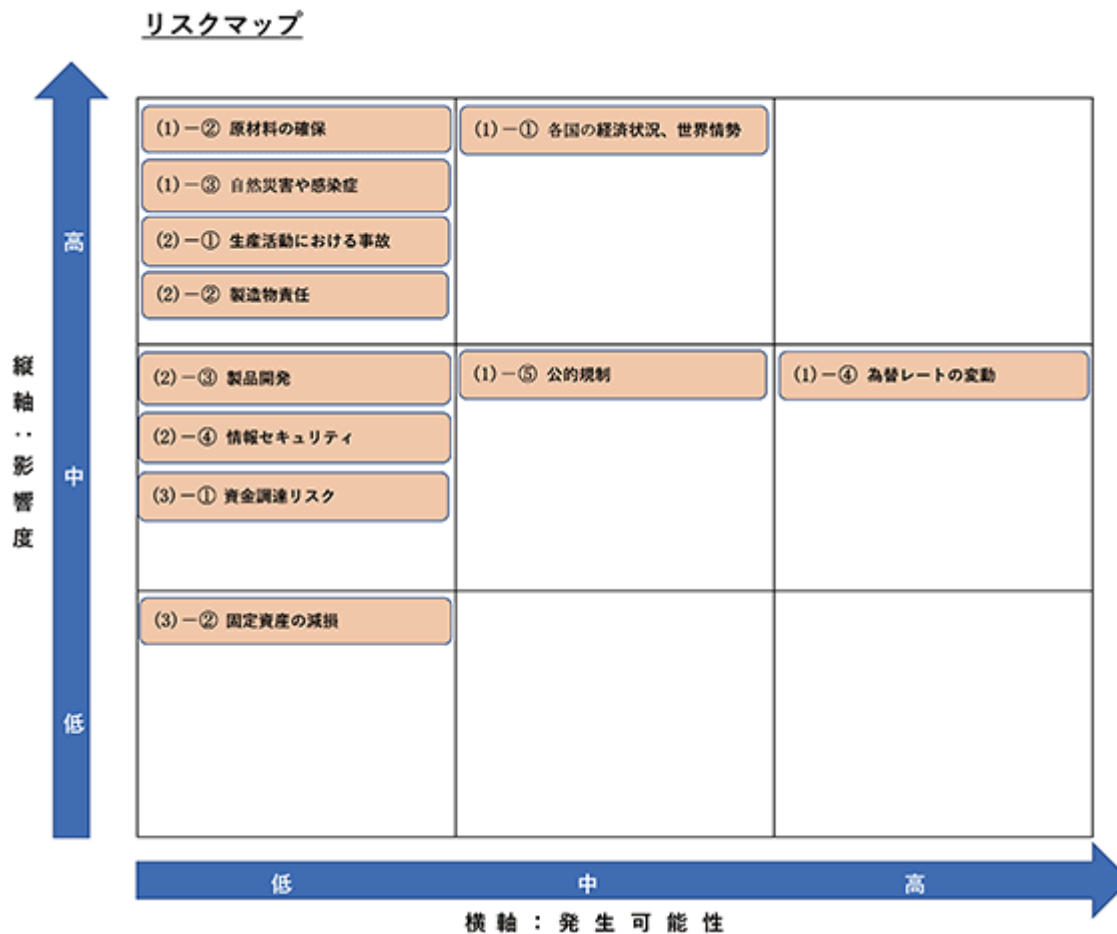 リスクマップ
(1)－② 原材料の確保
(1)－① 各国の経済状況、世界情勢
(1)－③ 自然災害や感染症
(2)－① 生産活動における事故
(2)－② 製造物責任
高
(2)－③ 製品開発
(1)－⑤ 公的規制
(1)－④ 為替レートの変動
(2)－④ 情報セキュリティ
(3)－① 資金調達リスク
中
縦軸：影響度
(3)－② 固定資産の減損
低
低 中 高
横軸：発生可能性